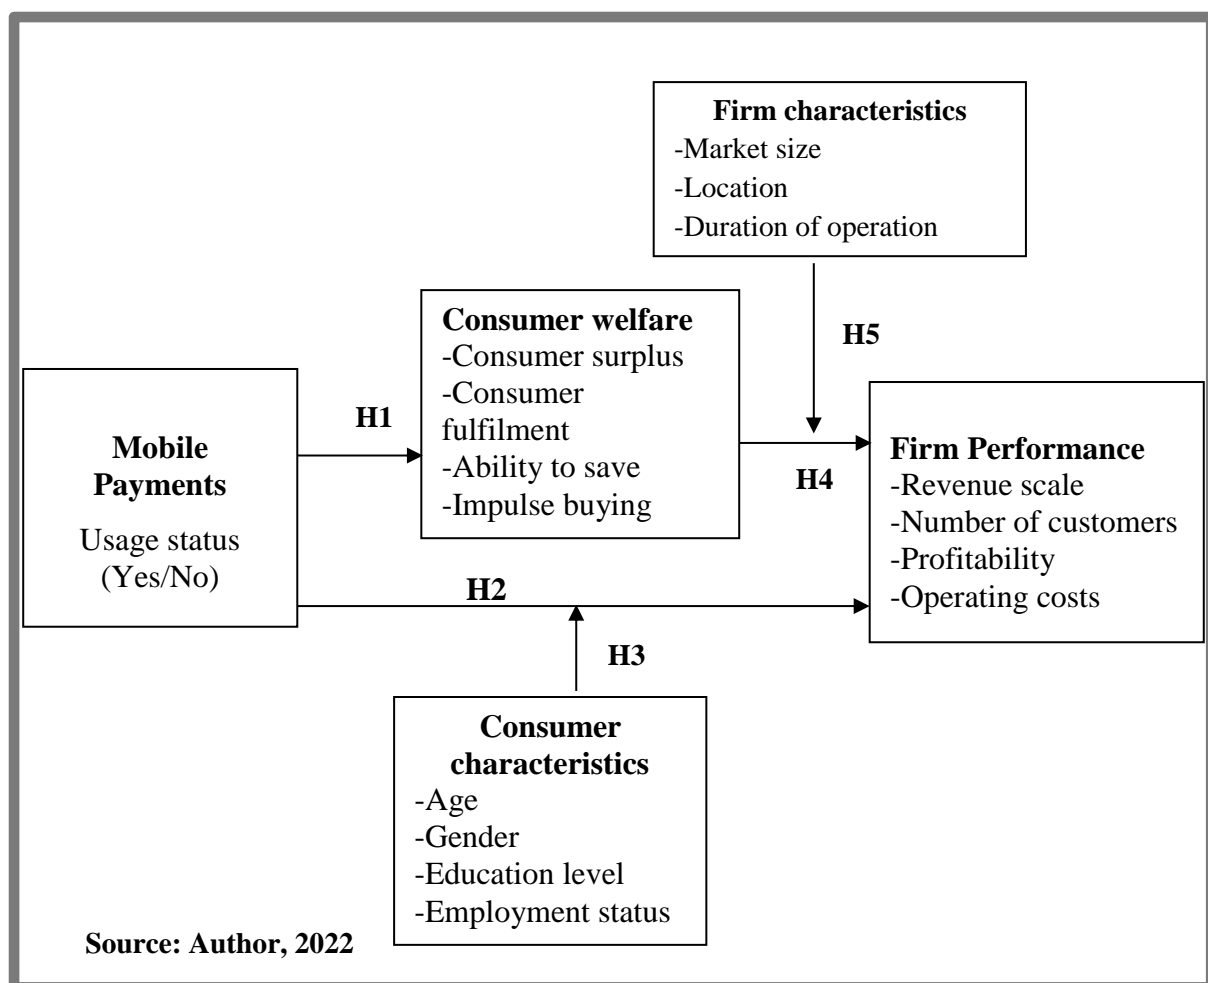 Firm characteristics
-Market size
-Location
-Duration of operation
H5
Consumer welfare
-Consumer surplus
-Consumer
fulfilment
-Ability to save
-Impulse buying
H1
Mobile
Payments
Usage status
(Yes/No)
H4
Firm Performance
-Revenue scale
-Number of customers
-Profitability
-Operating costs
H2
H3
Consumer
characteristics
-Age
-Gender
-Education level
-Employment status
Source: Author, 2022